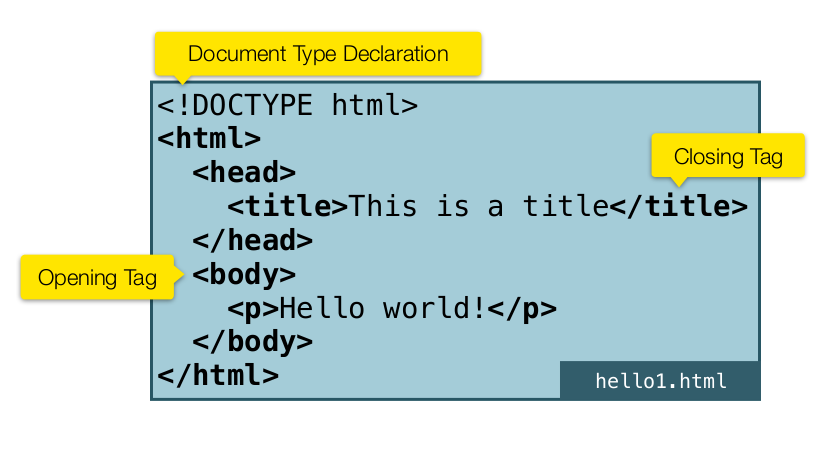 Document Type Declaration
<!DOCTYPE html>
<html>
Closing Tag
  <head>
    <title>This is a title</title>
  </head>
Opening Tag
  <body>
    <p>Hello world!</p>
  </body>
</html>
hello1.html